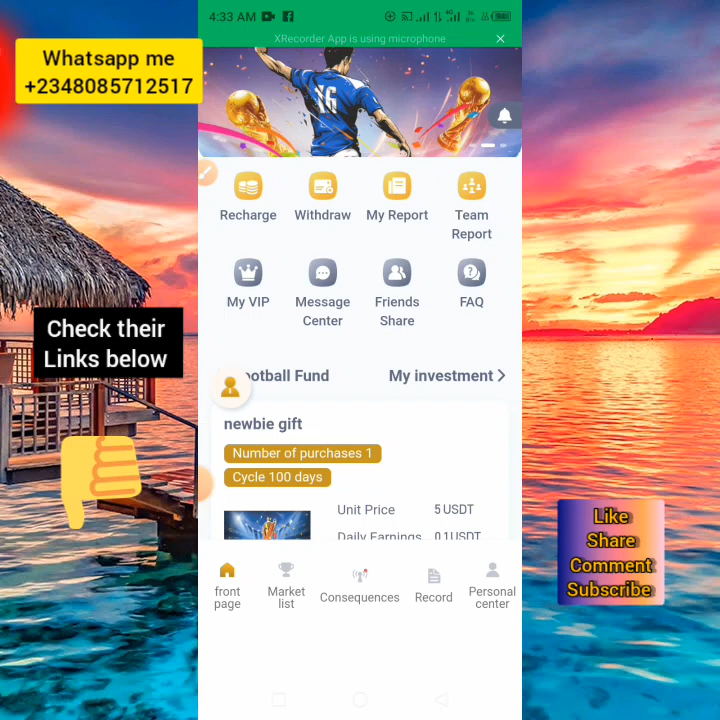 Whatsapp me
+2348085712517
4:33 AM
XRecorder App is using microphone
16
Recharge
Withdraw
My Report
Team
Report
My VIP
Message
Center
Friends
Share
FAQ
Check their
Links below
ootball Fund
My investment
newbie gift
Number of purchases 1
Cycle 100 days
Unit Price
5 USDT
Daily Earnings
0.1USDT
Like
Share
Comment
Subscribe
front
page
Market
list
Consequences
Record
Personal
center